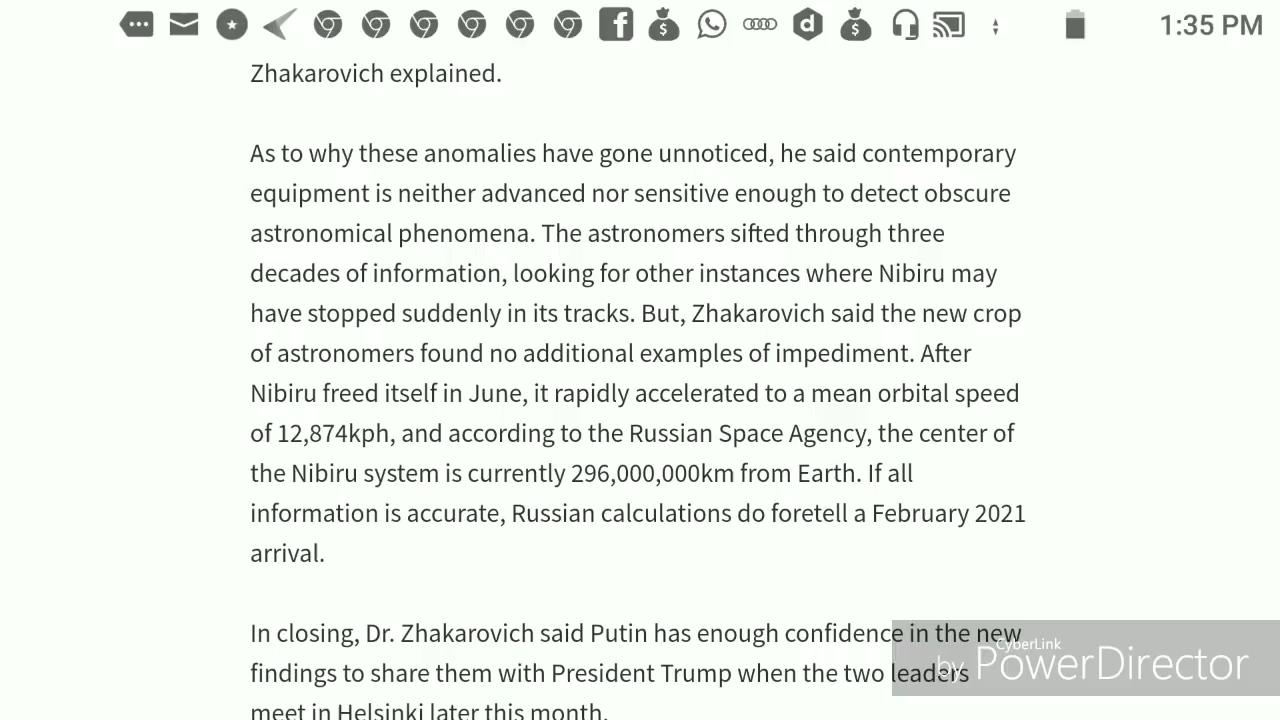 1:35 PM
Zhakarovich explained.
As to why these anomalies have gone unnoticed, he said contemporary
equipment is neither advanced nor sensitive enough to detect obscure
astronomical phenomena. The astronomers sifted through three
decades of information, looking for other instances where Nibiru may
have stopped suddenly in its tracks. But, Zhakarovich said the new crop
of astronomers found no additional examples of impediment. After
Nibiru freed itself in June, it rapidly accelerated to a mean orbital speed
of 12,874kph, and according to the Russian Space Agency, the center of
the Nibiru system is currently 296,000,000km from Earth. If all
information is accurate, Russian calculations do foretell a February 2021
arrival.
In closing, Dr. Zhakarovich said Putin has enough confidence in the new
findings to share them with President Trump when the two leaders
meet in Helsinki later this month.
CyberLink
by PowerDirector